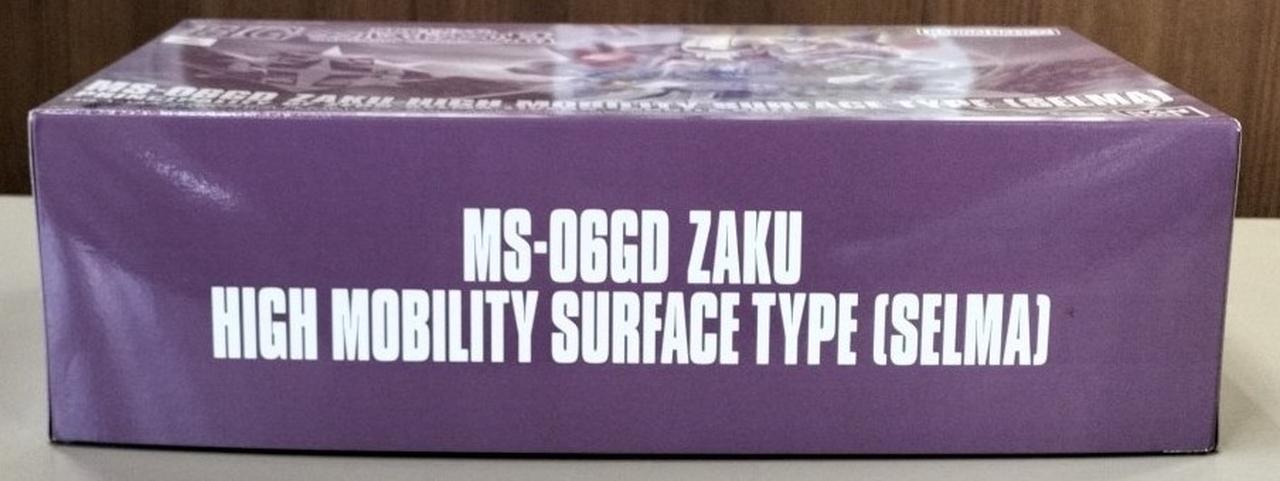 MS-06GD ZAKU HIGH MOBILITY SURFACE TYPE (SELMA)
MS-06GD ZAKU
HIGH MOBILITY SURFACE TYPE (SELMA)